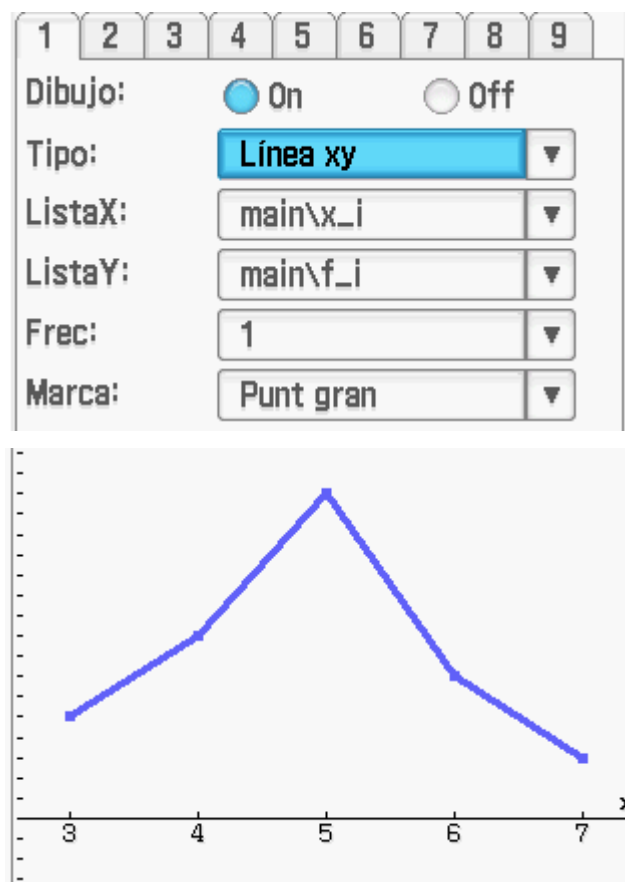 1 2 3 4 5 6 7 8 9
Dibujo: On Off
Tipo: Línea xy
ListaX: main\x_i
ListaY: main\f_i
Frec: 1
Marca: Punt gran
x
3 4 5 6 7